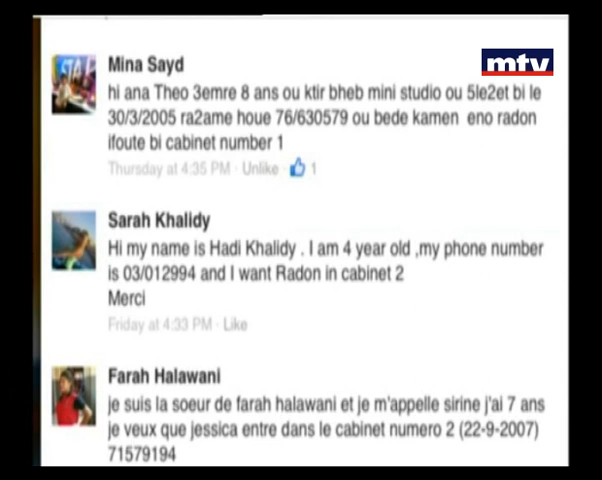 mtv
Mina Sayd
hi ana Theo 3emre 8 ans ou ktir bheb mini studio ou 5le2et bi le
30/3/2005 ra2ame houe 76/630579 ou bede kamen eno radon
ifoute bi cabinet number 1
Thursday at 4:35 PM · Unlike · 1
Sarah Khalidy
Hi my name is Hadi Khalidy . I am 4 year old ,my phone number
is 03/012994 and I want Radon in cabinet 2
Merci
Friday at 4:33 PM · Like
Farah Halawani
je suis la soeur de farah halawani et je m'appelle sirine j'ai 7 ans
je veux que jessica entre dans le cabinet numero 2 (22-9-2007)
71579194